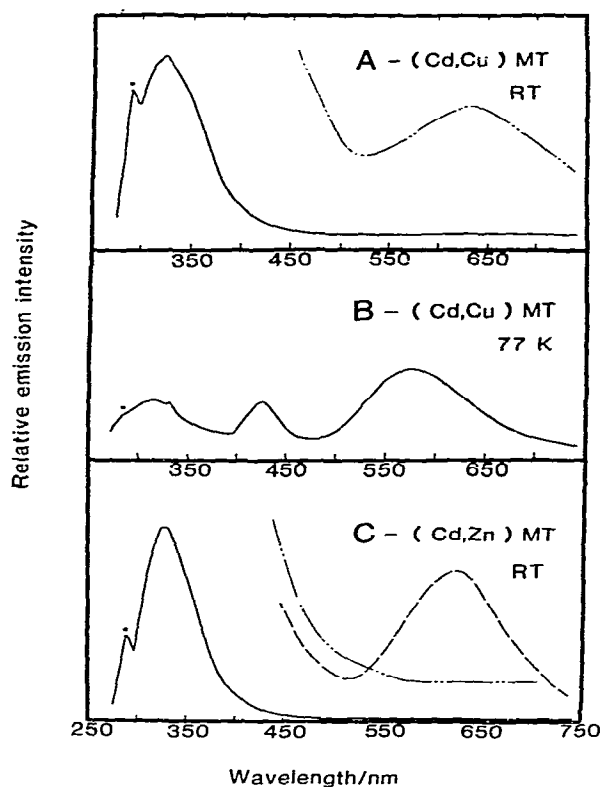 A - (Cd,Cu) MT
RT
350 450 550 650
B - (Cd,Cu) MT
77 K
350 450 550 650
C - (Cd,Zn) MT
RT
250 350 450 550 650 750
Wavelength/nm
Relative emission intensity